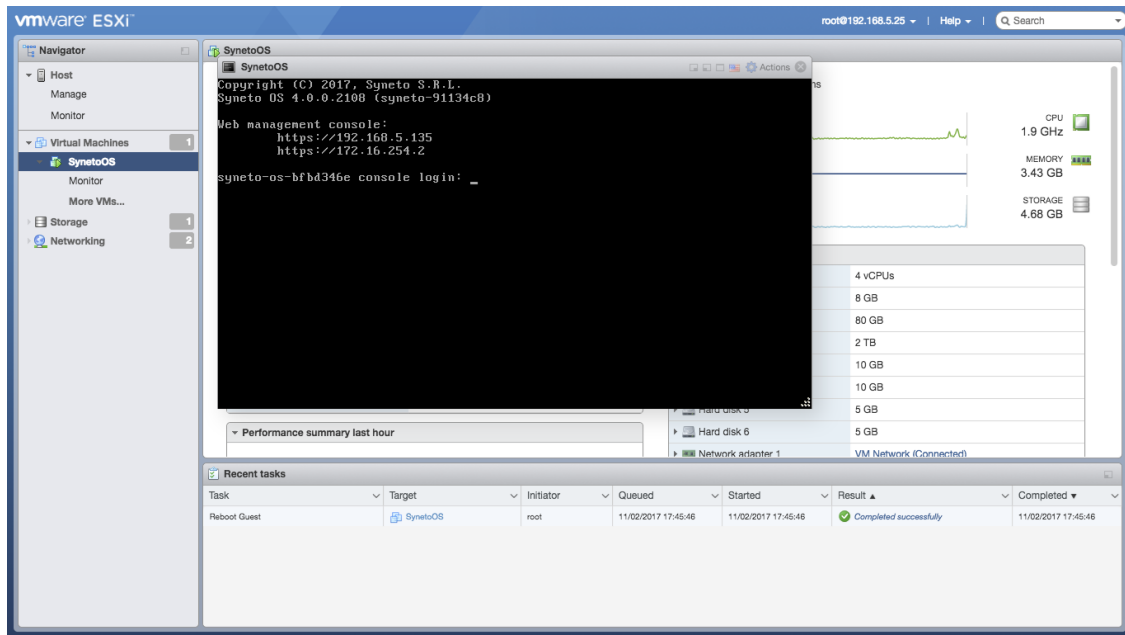 vmware ESXi™
root@192.168.5.25 | Help | Search
Navigator
Host
Manage
Monitor
Virtual Machines 1
SynetoOS
Monitor
More VMs...
Storage 1
Networking 2
SynetoOS
SynetoOS
Actions
Copyright (C) 2017, Syneto S.R.L.
Syneto OS 4.0.0.2108 (syneto-91134c8)
Web management console:
https://192.168.5.135
https://172.16.254.2
syneto-os-bfbd346e console login: _
CPU
1.9 GHz
MEMORY
3.43 GB
STORAGE
4.68 GB
4 vCPUs
8 GB
80 GB
2 TB
10 GB
10 GB
Hard disk 5 5 GB
Hard disk 6 5 GB
Network adapter 1 VM Network (Connected)
Performance summary last hour
Recent tasks
Task Target Initiator Queued Started Result Completed
Reboot Guest SynetoOS root 11/02/2017 17:45:46 11/02/2017 17:45:46 Completed successfully 11/02/2017 17:45:46